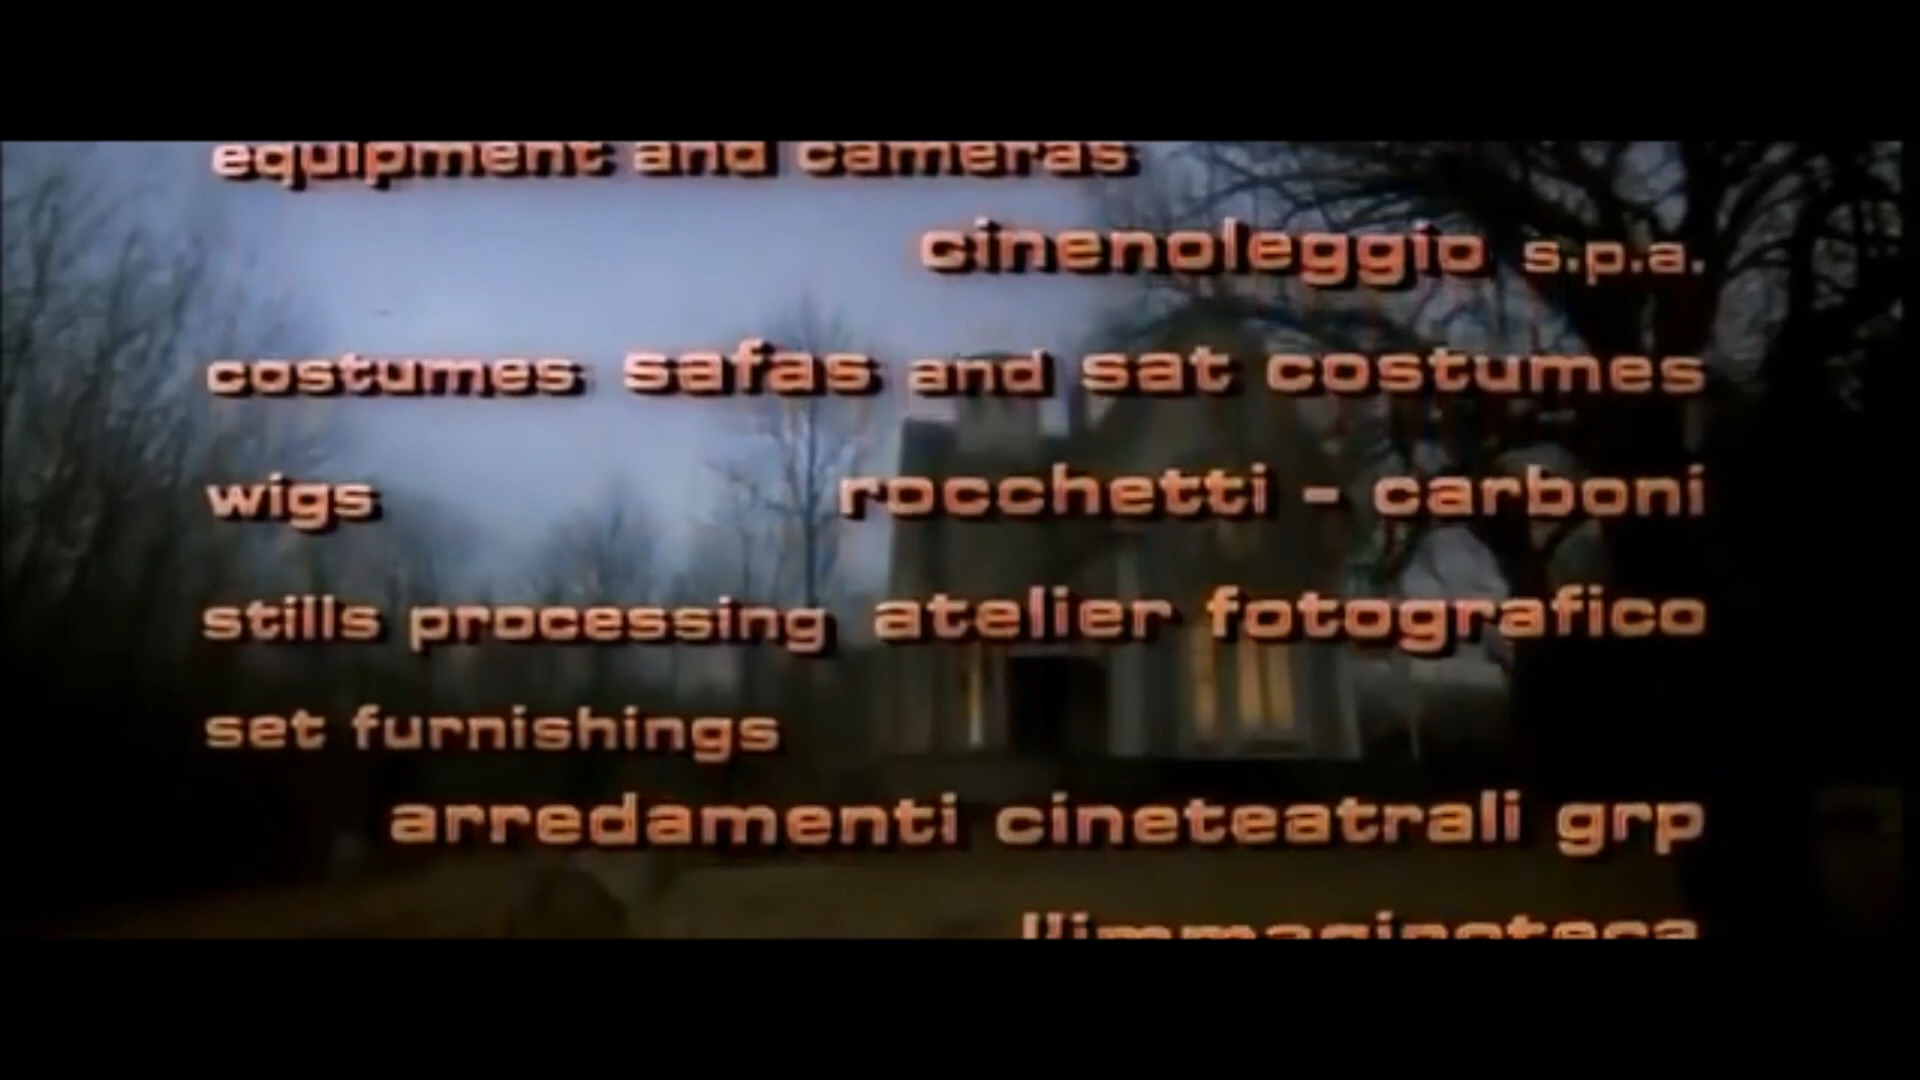 equipment and cameras
cinenoleggio s.p.a.
costumes safas and sat costumes
wigs rocchetti - carboni
stills processing atelier fotografico
set furnishings
arredamenti cineteatrali grp
l'immaginoteca